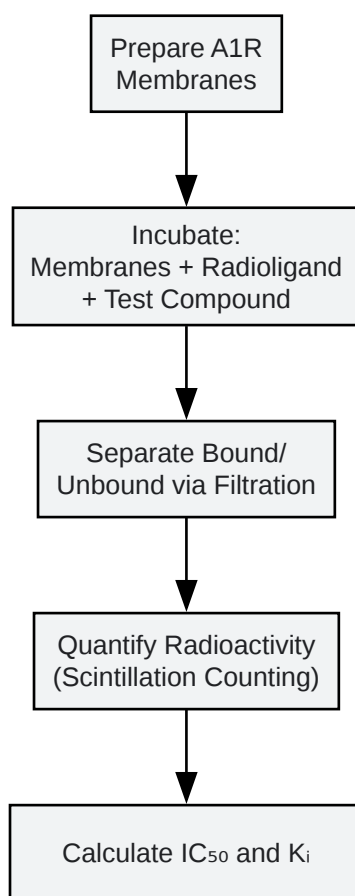 Prepare A1R
Membranes
Incubate:
Membranes + Radioligand
+ Test Compound
Separate Bound/
Unbound via Filtration
Quantify Radioactivity
(Scintillation Counting)
Calculate IC₅₀ and Kᵢ